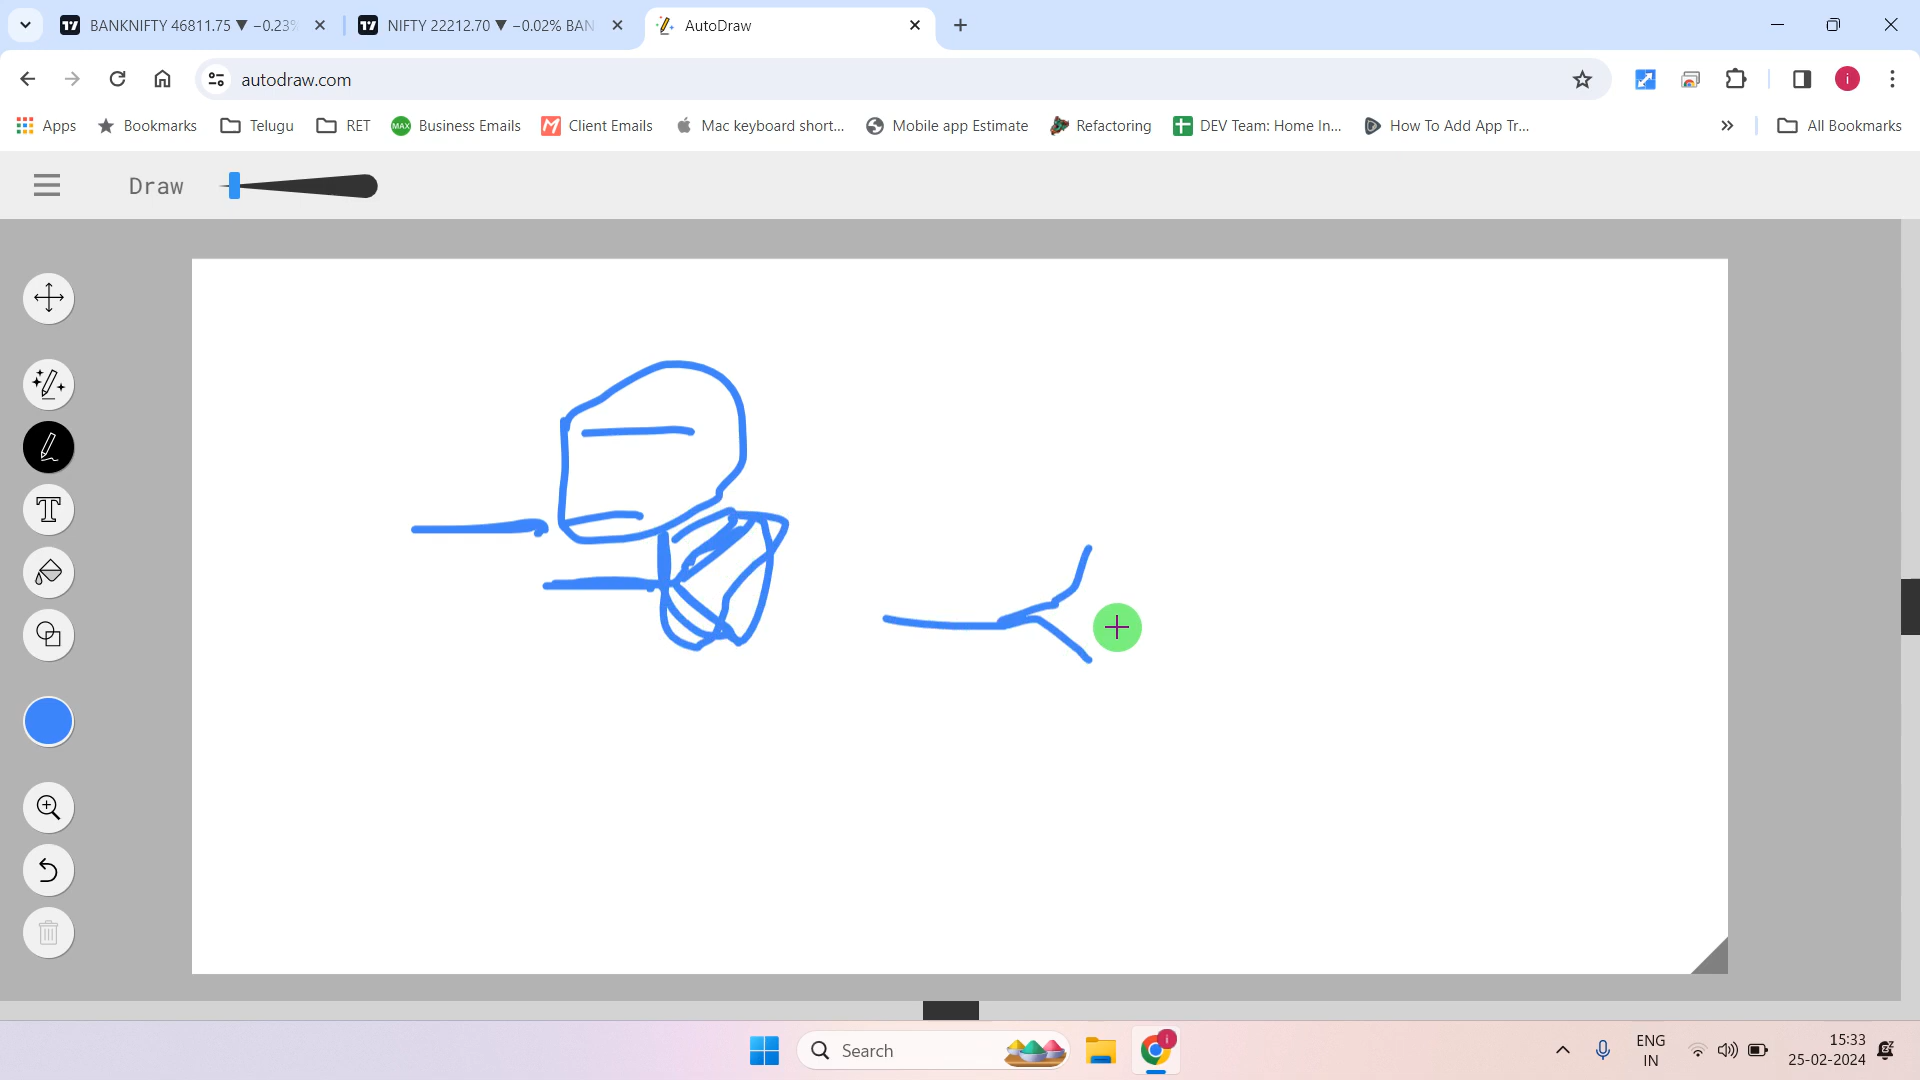 BANKNIFTY 46811.75 ▼ −0.23%
NIFTY 22212.70 ▼ −0.02% BAN
AutoDraw
autodraw.com
Apps
Bookmarks
Telugu
RET
MAX
Business Emails
Client Emails
Mac keyboard short...
Mobile app Estimate
Refactoring
DEV Team: Home In...
How To Add App Tr...
All Bookmarks
i
Draw
T
Search
i
ENG
IN
15:33
25-02-2024